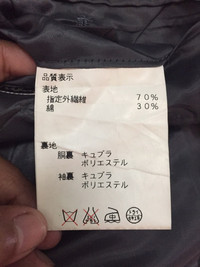 品質表示
表地
指定外繊維 70%
綿 30%
裏地
胴裏 キュプラ
ポリエステル
袖裏 キュプラ
ポリエステル